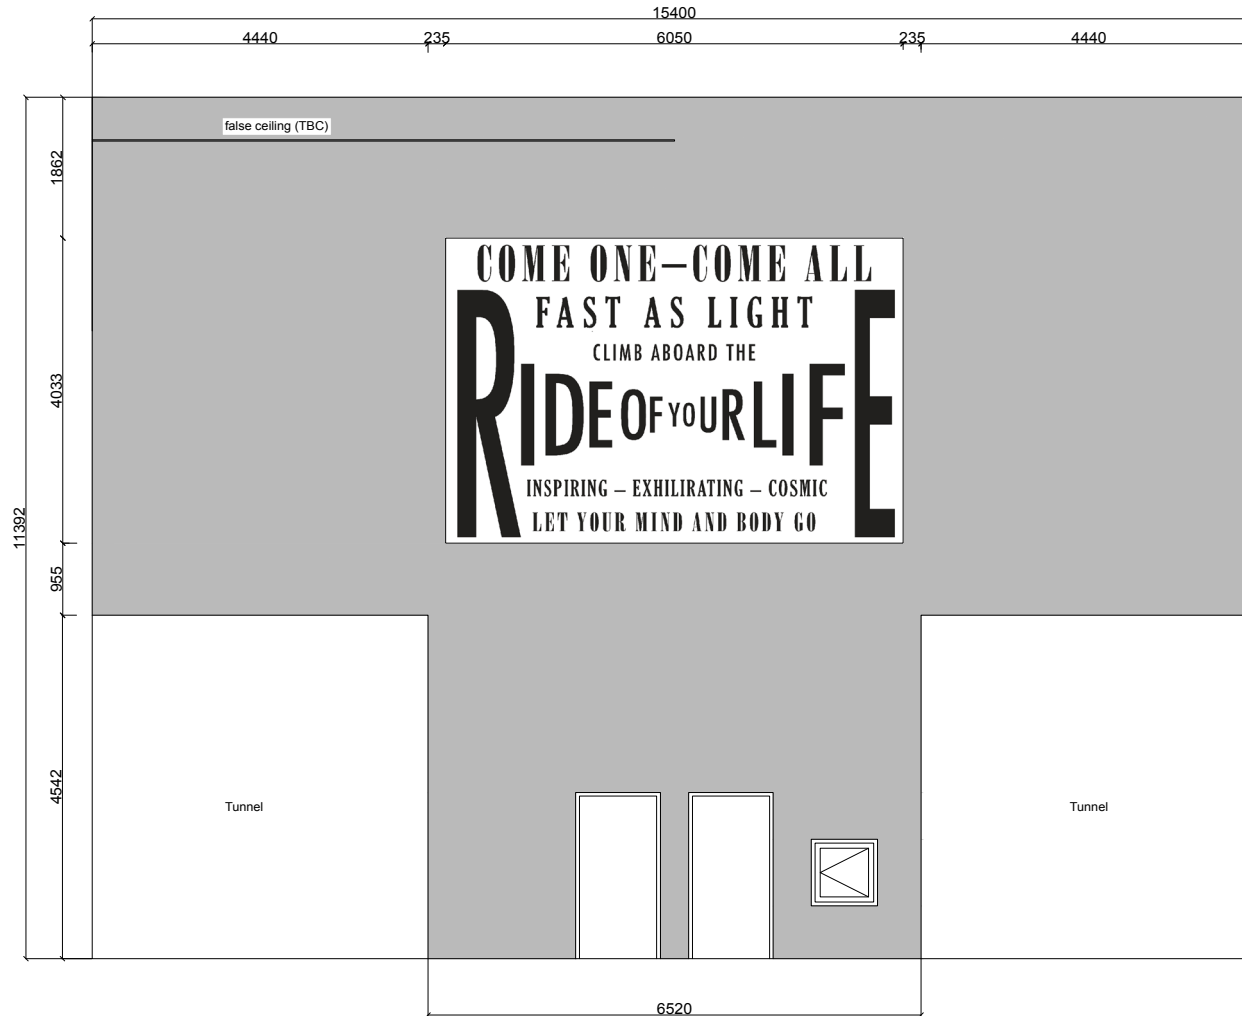 15400
4440 235 6050 235 4440
false ceiling (TBC)
1862
COME ONE–COME ALL
FAST AS LIGHT
CLIMB ABOARD THE
RIDE OF YOUR LIFE
INSPIRING – EXHILIRATING – COSMIC
LET YOUR MIND AND BODY GO
4033
11392
955
4542
Tunnel Tunnel
6520